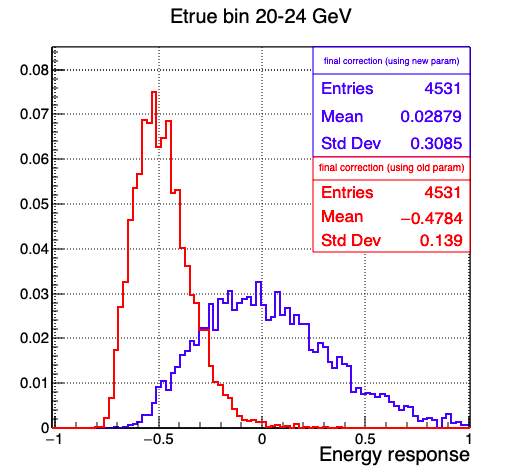 Etrue bin 20-24 GeV
final correction (using new param)
Entries 4531
Mean 0.02879
Std Dev 0.3085
final correction (using old param)
Entries 4531
Mean −0.4784
Std Dev 0.139
0.08
0.07
0.06
0.05
0.04
0.03
0.02
0.01
0
−1 −0.5 0 0.5 1
Energy response